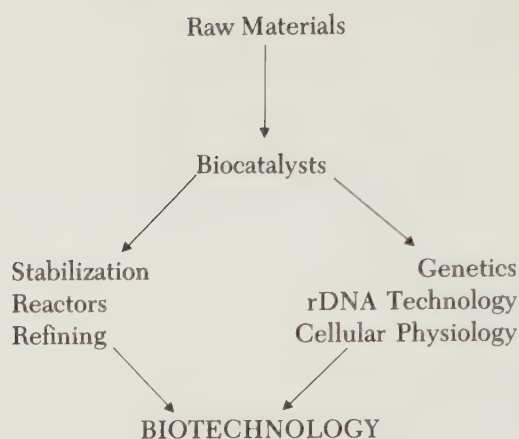 Raw Materials
Biocatalysts
Stabilization
Reactors
Refining
Genetics
rDNA Technology
Cellular Physiology
BIOTECHNOLOGY